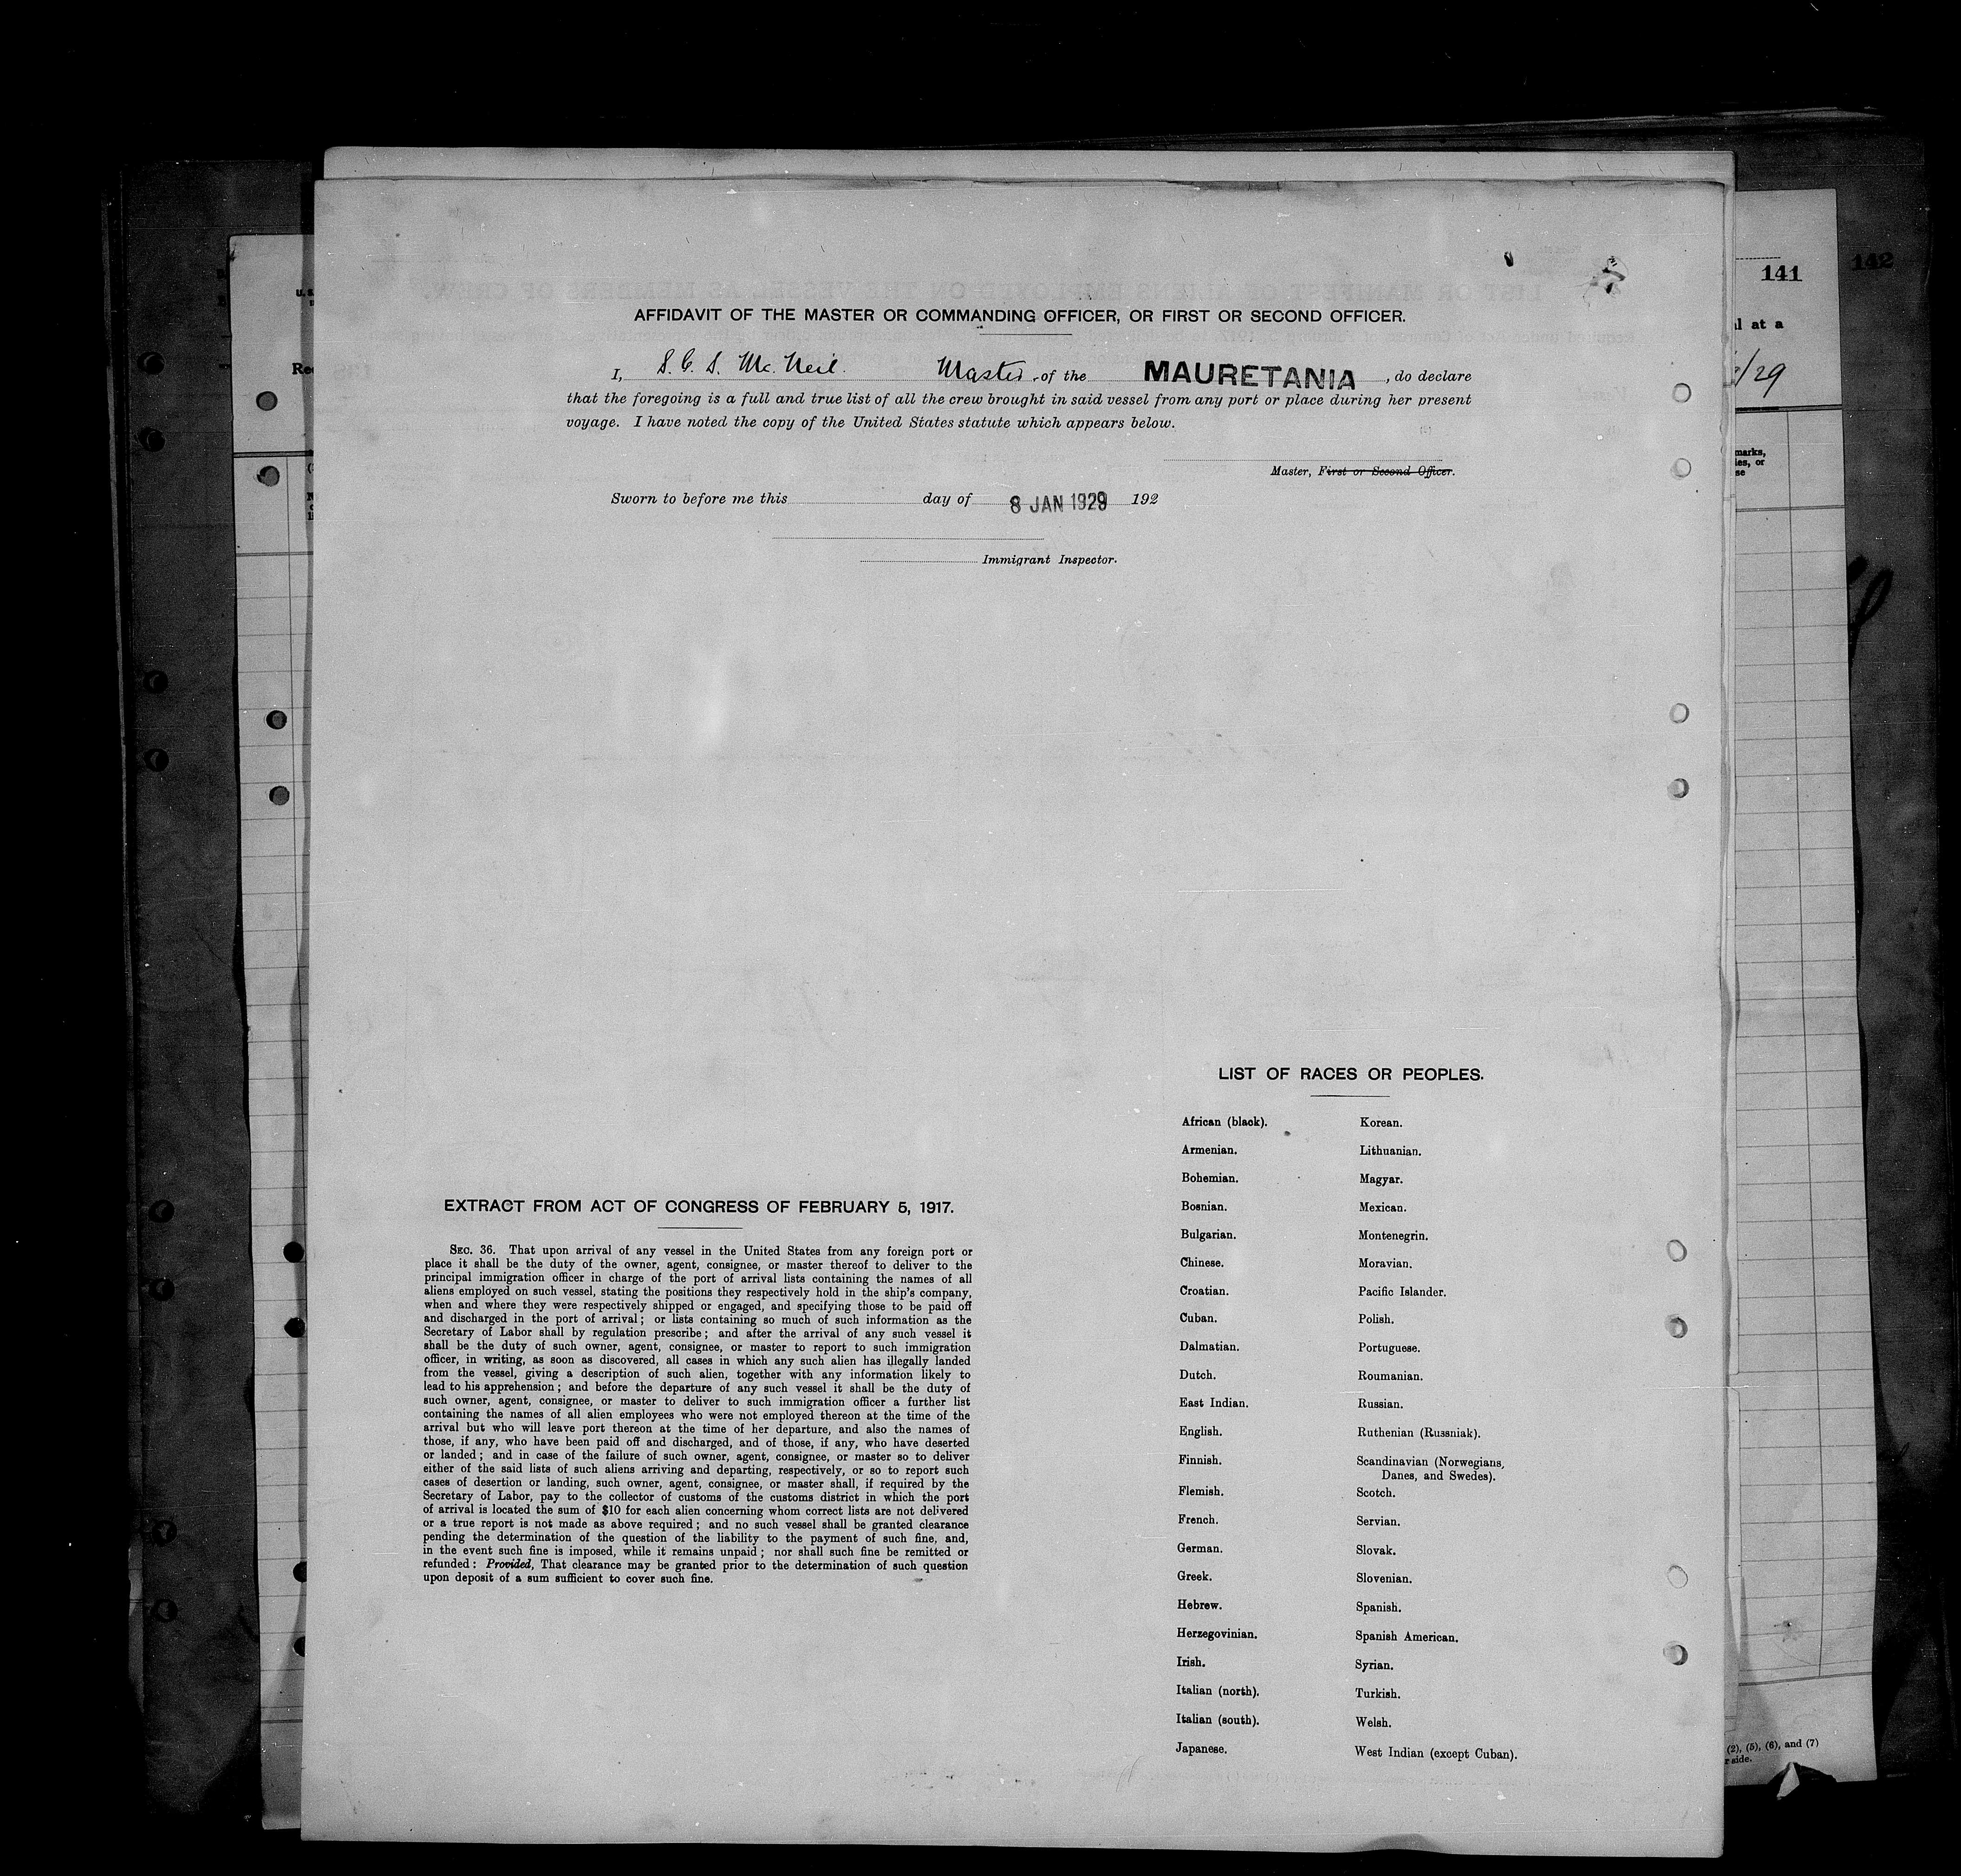 AFFIDAVIT OF THE MASTER OR COMMANDING OFFICER, OR FIRST OR SECOND OFFICER.
I, S. G. S. Mc. Neil. Master, of the MAURETANIA, do declare
that the foregoing is a full and true list of all the crew brought in said vessel from any port or place during her present
voyage. I have noted the copy of the United States statute which appears below.
Master, First or Second Officer.
Sworn to before me this day of 8 JAN 1929 192
Immigrant Inspector.
EXTRACT FROM ACT OF CONGRESS OF FEBRUARY 5, 1917.
SEC. 36. That upon arrival of any vessel in the United States from any foreign port or
place it shall be the duty of the owner, agent, consignee, or master thereof to deliver to the
principal immigration officer in charge of the port of arrival lists containing the names of all
aliens employed on such vessel, stating the positions they respectively hold in the ship's company,
when and where they were respectively shipped or engaged, and specifying those to be paid off
and discharged in the port of arrival; or lists containing so much of such information as the
Secretary of Labor shall by regulation prescribe; and after the arrival of any such vessel it
shall be the duty of such owner, agent, consignee, or master to report to such immigration
officer, in writing, as soon as discovered, all cases in which any such alien has illegally landed
from the vessel, giving a description of such alien, together with any information likely to
lead to his apprehension; and before the departure of any such vessel it shall be the duty of
such owner, agent, consignee, or master to deliver to such immigration officer a further list
containing the names of all alien employees who were not employed thereon at the time of the
arrival but who will leave port thereon at the time of her departure, and also the names of
those, if any, who have been paid off and discharged, and of those, if any, who have deserted
or landed; and in case of the failure of such owner, agent, consignee, or master so to deliver
either of the said lists of such aliens arriving and departing, respectively, or so to report such
cases of desertion or landing, such owner, agent, consignee, or master shall, if required by the
Secretary of Labor, pay to the collector of customs of the customs district in which the port
of arrival is located the sum of $10 for each alien concerning whom correct lists are not delivered
or a true report is not made as above required; and no such vessel shall be granted clearance
pending the determination of the question of the liability to the payment of such fine, and,
in the event such fine is imposed, while it remains unpaid; nor shall such fine be remitted or
refunded: Provided, That clearance may be granted prior to the determination of such question
upon deposit of a sum sufficient to cover such fine.
LIST OF RACES OR PEOPLES.
African (black). Korean.
Armenian. Lithuanian.
Bohemian. Magyar.
Bosnian. Mexican.
Bulgarian. Montenegrin.
Chinese. Moravian.
Croatian. Pacific Islander.
Cuban. Polish.
Dalmatian. Portuguese.
Dutch. Roumanian.
East Indian. Russian.
English. Ruthenian (Russniak).
Finnish. Scandinavian (Norwegians,
Danes, and Swedes).
Flemish. Scotch.
French. Servian.
German. Slovak.
Greek. Slovenian.
Hebrew. Spanish.
Herzegovinian. Spanish American.
Irish. Syrian.
Italian (north). Turkish.
Italian (south). Welsh.
Japanese. West Indian (except Cuban).
141
142
at a
/29
(2), (5), (6), and (7)
side.